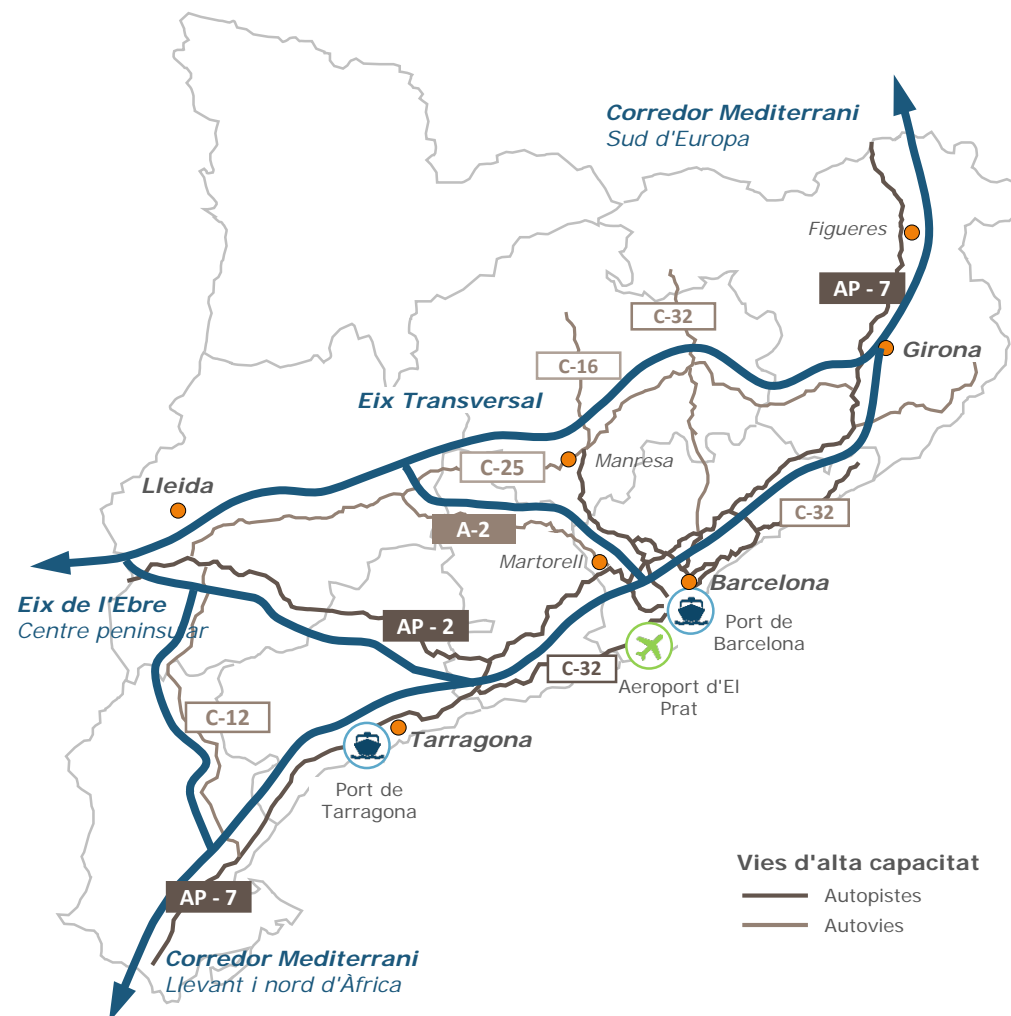 Corredor Mediterrani
Sud d'Europa
Figueres
AP - 7
C-32
Girona
C-16
Eix Transversal
Manresa
C-25
Lleida
C-32
A-2
Martorell
Barcelona
Eix de l'Ebre
Centre peninsular
AP - 2
Port de
Barcelona
C-32
Aeroport d'El
Prat
C-12
Tarragona
Port de
Tarragona
Vies d'alta capacitat
Autopistes
Autovies
AP - 7
Corredor Mediterrani
Llevant i nord d'Àfrica